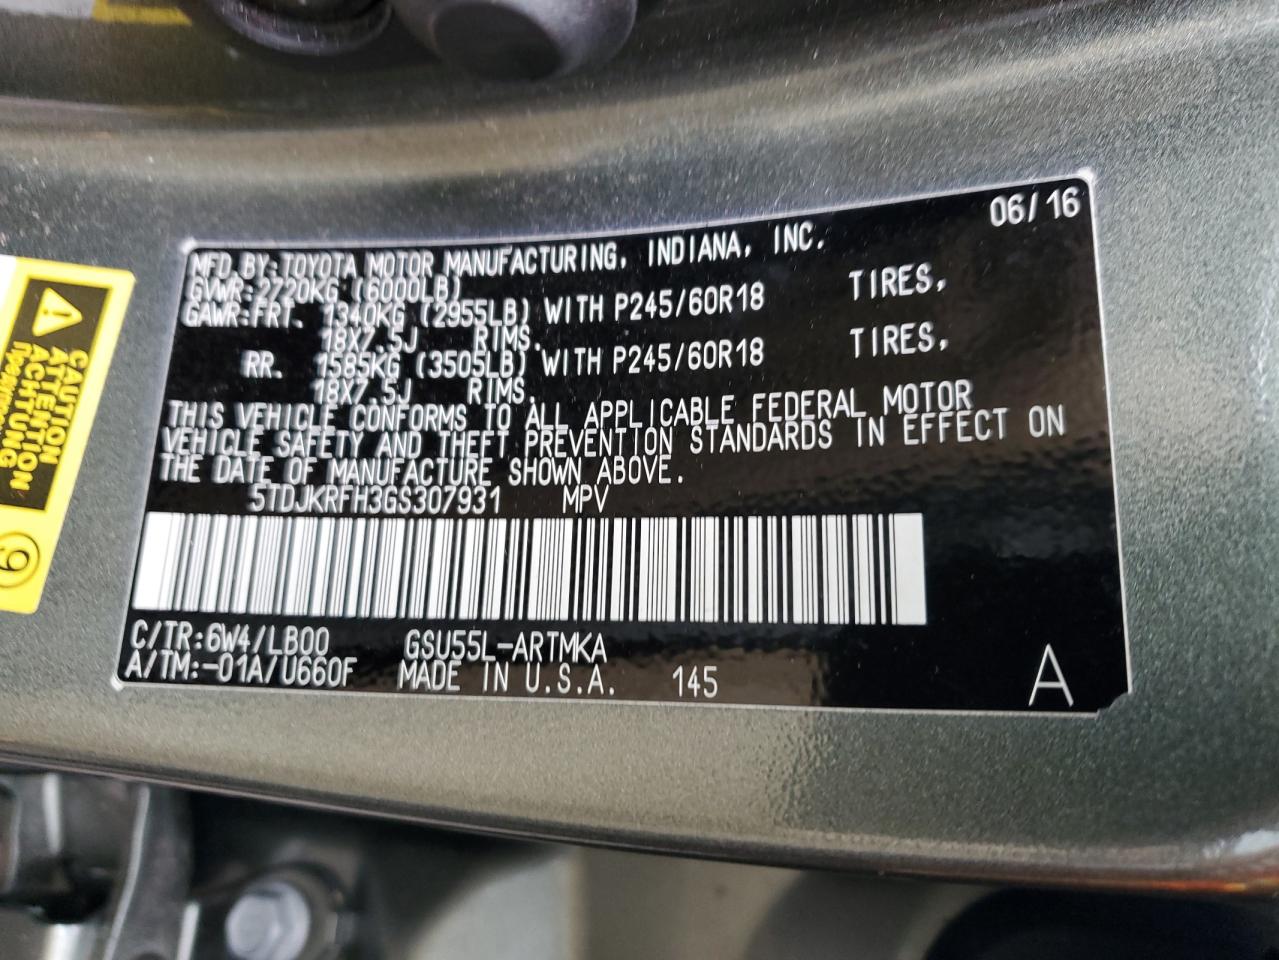 06/16
MFD BY:TOYOTA MOTOR MANUFACTURING, INDIANA, INC.
GVWR:2720KG (6000LB)
GAWR:FRT. 1340KG (2955LB) WITH P245/60R18 TIRES,
18X7.5J RIMS.
RR. 1585KG (3505LB) WITH P245/60R18 TIRES,
18X7.5J RIMS.
THIS VEHICLE CONFORMS TO ALL APPLICABLE FEDERAL MOTOR
VEHICLE SAFETY AND THEFT PREVENTION STANDARDS IN EFFECT ON
THE DATE OF MANUFACTURE SHOWN ABOVE.
5TDJKRFH3GS307931 MPV
C/TR:6W4/LB00 GSU55L-ARTMKA
A/TM:-01A/U660F MADE IN U.S.A. 145
A
CAUTION
ATTENTION
ACHTUNG
9